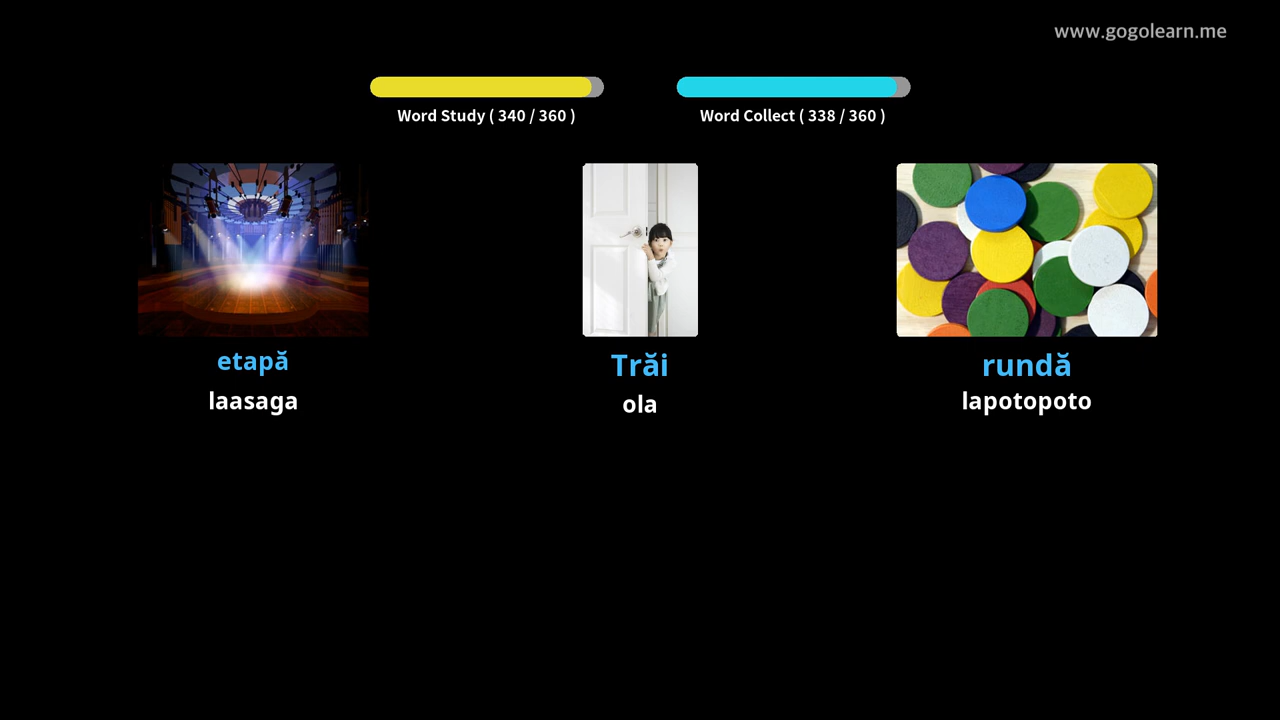 www.gogolearn.me
Word Study ( 340 / 360 )
Word Collect ( 338 / 360 )
etapă
Trăi
rundă
laasaga
ola
lapotopoto